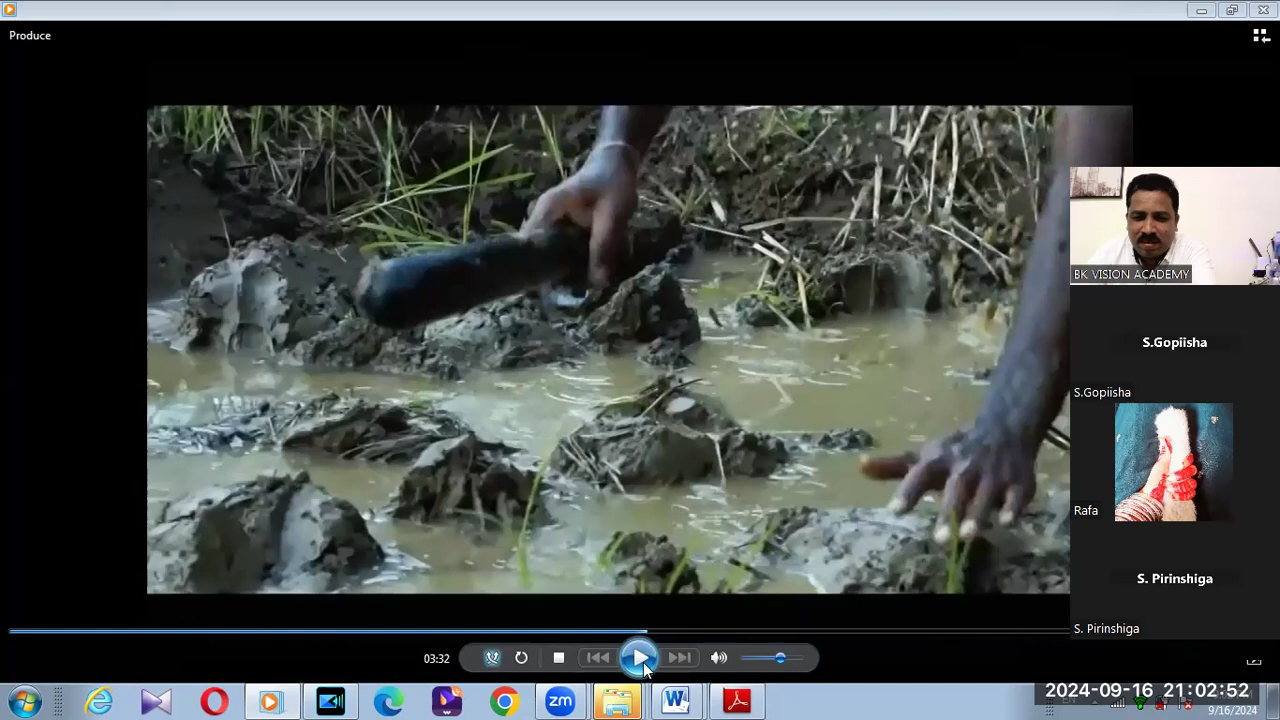 Produce
BK VISION ACADEMY
S.Gopiisha
S.Gopiisha
Rafa
S. Pirinshiga
S. Pirinshiga
03:32
zm
W
2024-09-16 21:02:52
9/16/2024